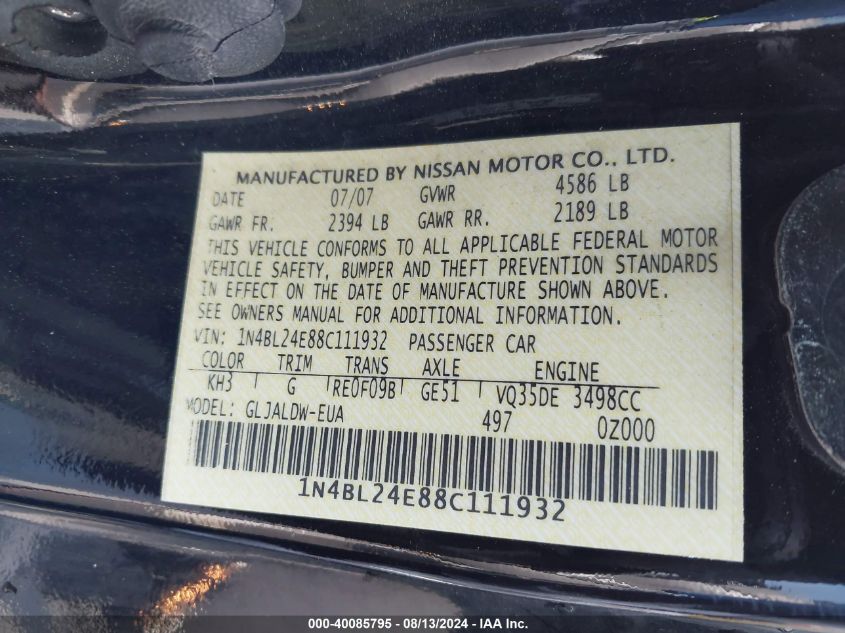 MANUFACTURED BY NISSAN MOTOR CO., LTD.
DATE 07/07 GVWR 4586 LB
GAWR FR. 2394 LB GAWR RR. 2189 LB
THIS VEHICLE CONFORMS TO ALL APPLICABLE FEDERAL MOTOR
VEHICLE SAFETY, BUMPER AND THEFT PREVENTION STANDARDS
IN EFFECT ON THE DATE OF MANUFACTURE SHOWN ABOVE.
SEE OWNERS MANUAL FOR ADDITIONAL INFORMATION.
VIN: 1N4BL24E88C111932 PASSENGER CAR
COLOR TRIM TRANS AXLE ENGINE
KH3 G RE0F09B GE51 VQ35DE 3498CC
MODEL: GLJALDW-EUA 497 0Z000
1N4BL24E88C111932
000-40085795 - 08/13/2024 - IAA Inc.